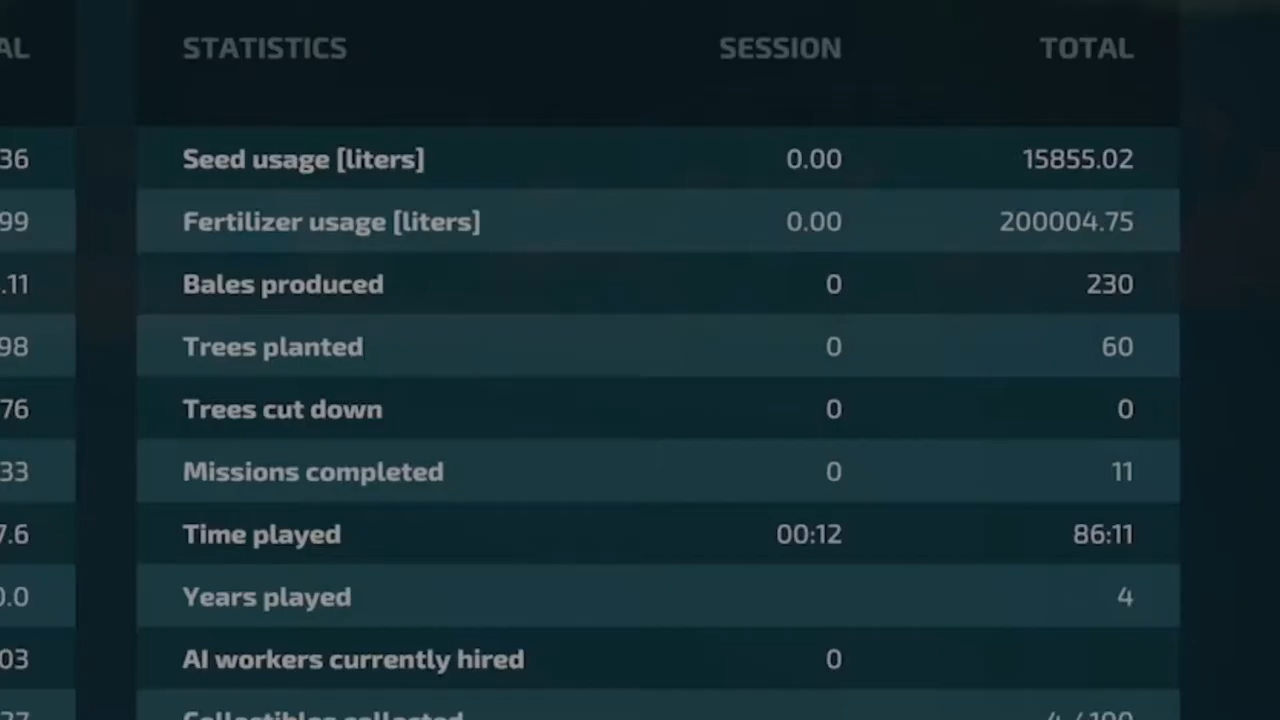 AL STATISTICS SESSION TOTAL
36 Seed usage [liters] 0.00 15855.02
99 Fertilizer usage [liters] 0.00 200004.75
.11 Bales produced 0 230
98 Trees planted 0 60
76 Trees cut down 0 0
33 Missions completed 0 11
7.6 Time played 00:12 86:11
0.0 Years played 4
03 AI workers currently hired 0
Collectibles collected